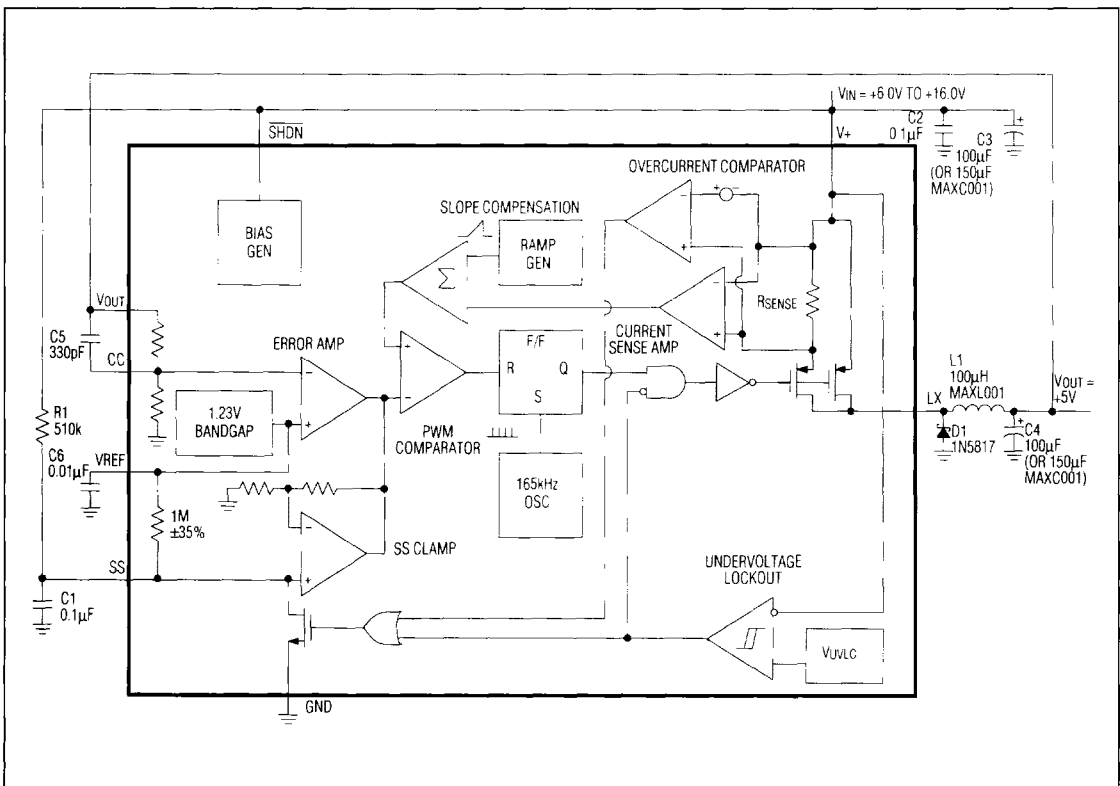 VIN = +6.0V TO +16.0V
C2
0.1µF
C3
100µF
(OR 150µF
MAXC001)
+
SHDN
V+
OVERCURRENT COMPARATOR
+ −
−
+
SLOPE COMPENSATION
BIAS
GEN
RAMP
GEN
Σ
RSENSE
VOUT
C5
330pF
CC
ERROR AMP
−
+
+
−
F/F
R
Q
S
CURRENT
SENSE AMP
−
+
L1
100µH
MAXL001
VOUT =
+5V
LX
D1
1N5817
+
C4
100µF
(OR 150µF
MAXC001)
R1
510k
1.23V
BANDGAP
PWM
COMPARATOR
C6
0.01µF
VREF
165kHz
OSC
1M
±35%
−
+
SS CLAMP
SS
C1
0.1µF
UNDERVOLTAGE
LOCKOUT
VUVLC
GND